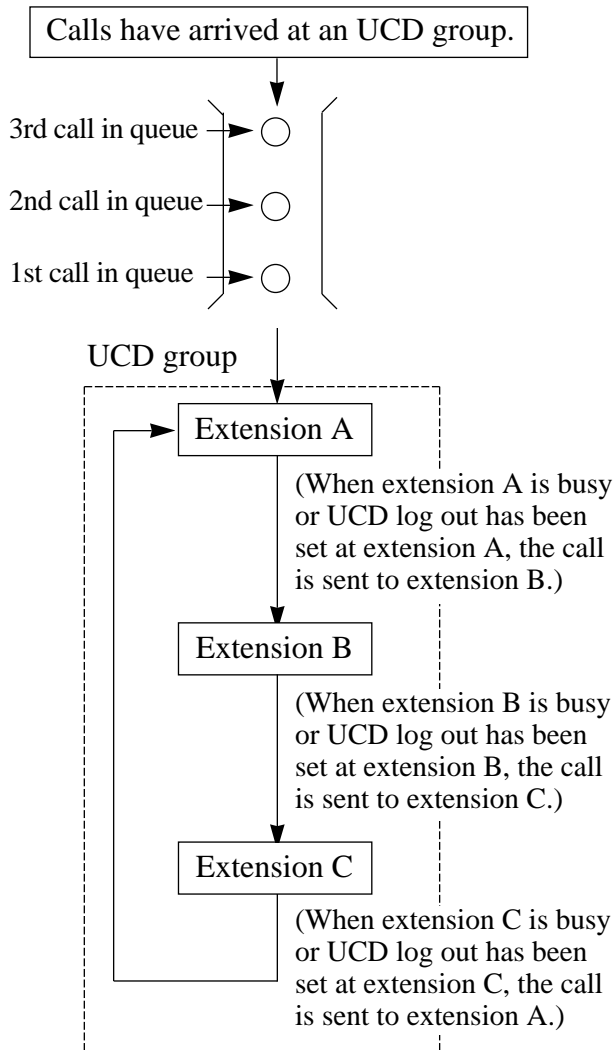 Calls have arrived at an UCD group.
3rd call in queue
2nd call in queue
1st call in queue
UCD group
Extension A
(When extension A is busy
or UCD log out has been
set at extension A, the call
is sent to extension B.)
Extension B
(When extension B is busy
or UCD log out has been
set at extension B, the call
is sent to extension C.)
Extension C
(When extension C is busy
or UCD log out has been
set at extension C, the call
is sent to extension A.)